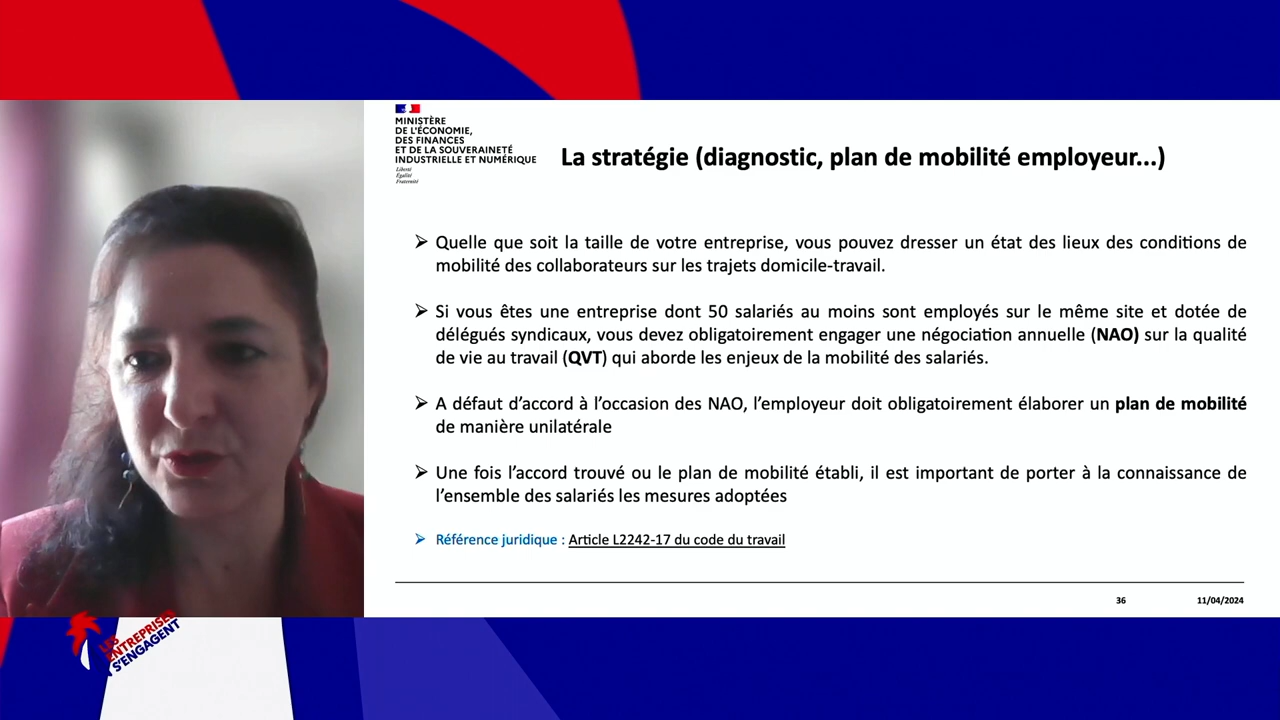 MINISTÈRE
DE L'ÉCONOMIE,
DES FINANCES
ET DE LA SOUVERAINETÉ
INDUSTRIELLE ET NUMÉRIQUE
Liberté
Égalité
Fraternité
La stratégie (diagnostic, plan de mobilité employeur...)
Quelle que soit la taille de votre entreprise, vous pouvez dresser un état des lieux des conditions de
mobilité des collaborateurs sur les trajets domicile-travail.
Si vous êtes une entreprise dont 50 salariés au moins sont employés sur le même site et dotée de
délégués syndicaux, vous devez obligatoirement engager une négociation annuelle (NAO) sur la qualité
de vie au travail (QVT) qui aborde les enjeux de la mobilité des salariés.
A défaut d’accord à l’occasion des NAO, l’employeur doit obligatoirement élaborer un plan de mobilité
de manière unilatérale
Une fois l’accord trouvé ou le plan de mobilité établi, il est important de porter à la connaissance de
l’ensemble des salariés les mesures adoptées
Référence juridique : Article L2242-17 du code du travail
36
11/04/2024
LES
ENTREPRISES
S'ENGAGENT